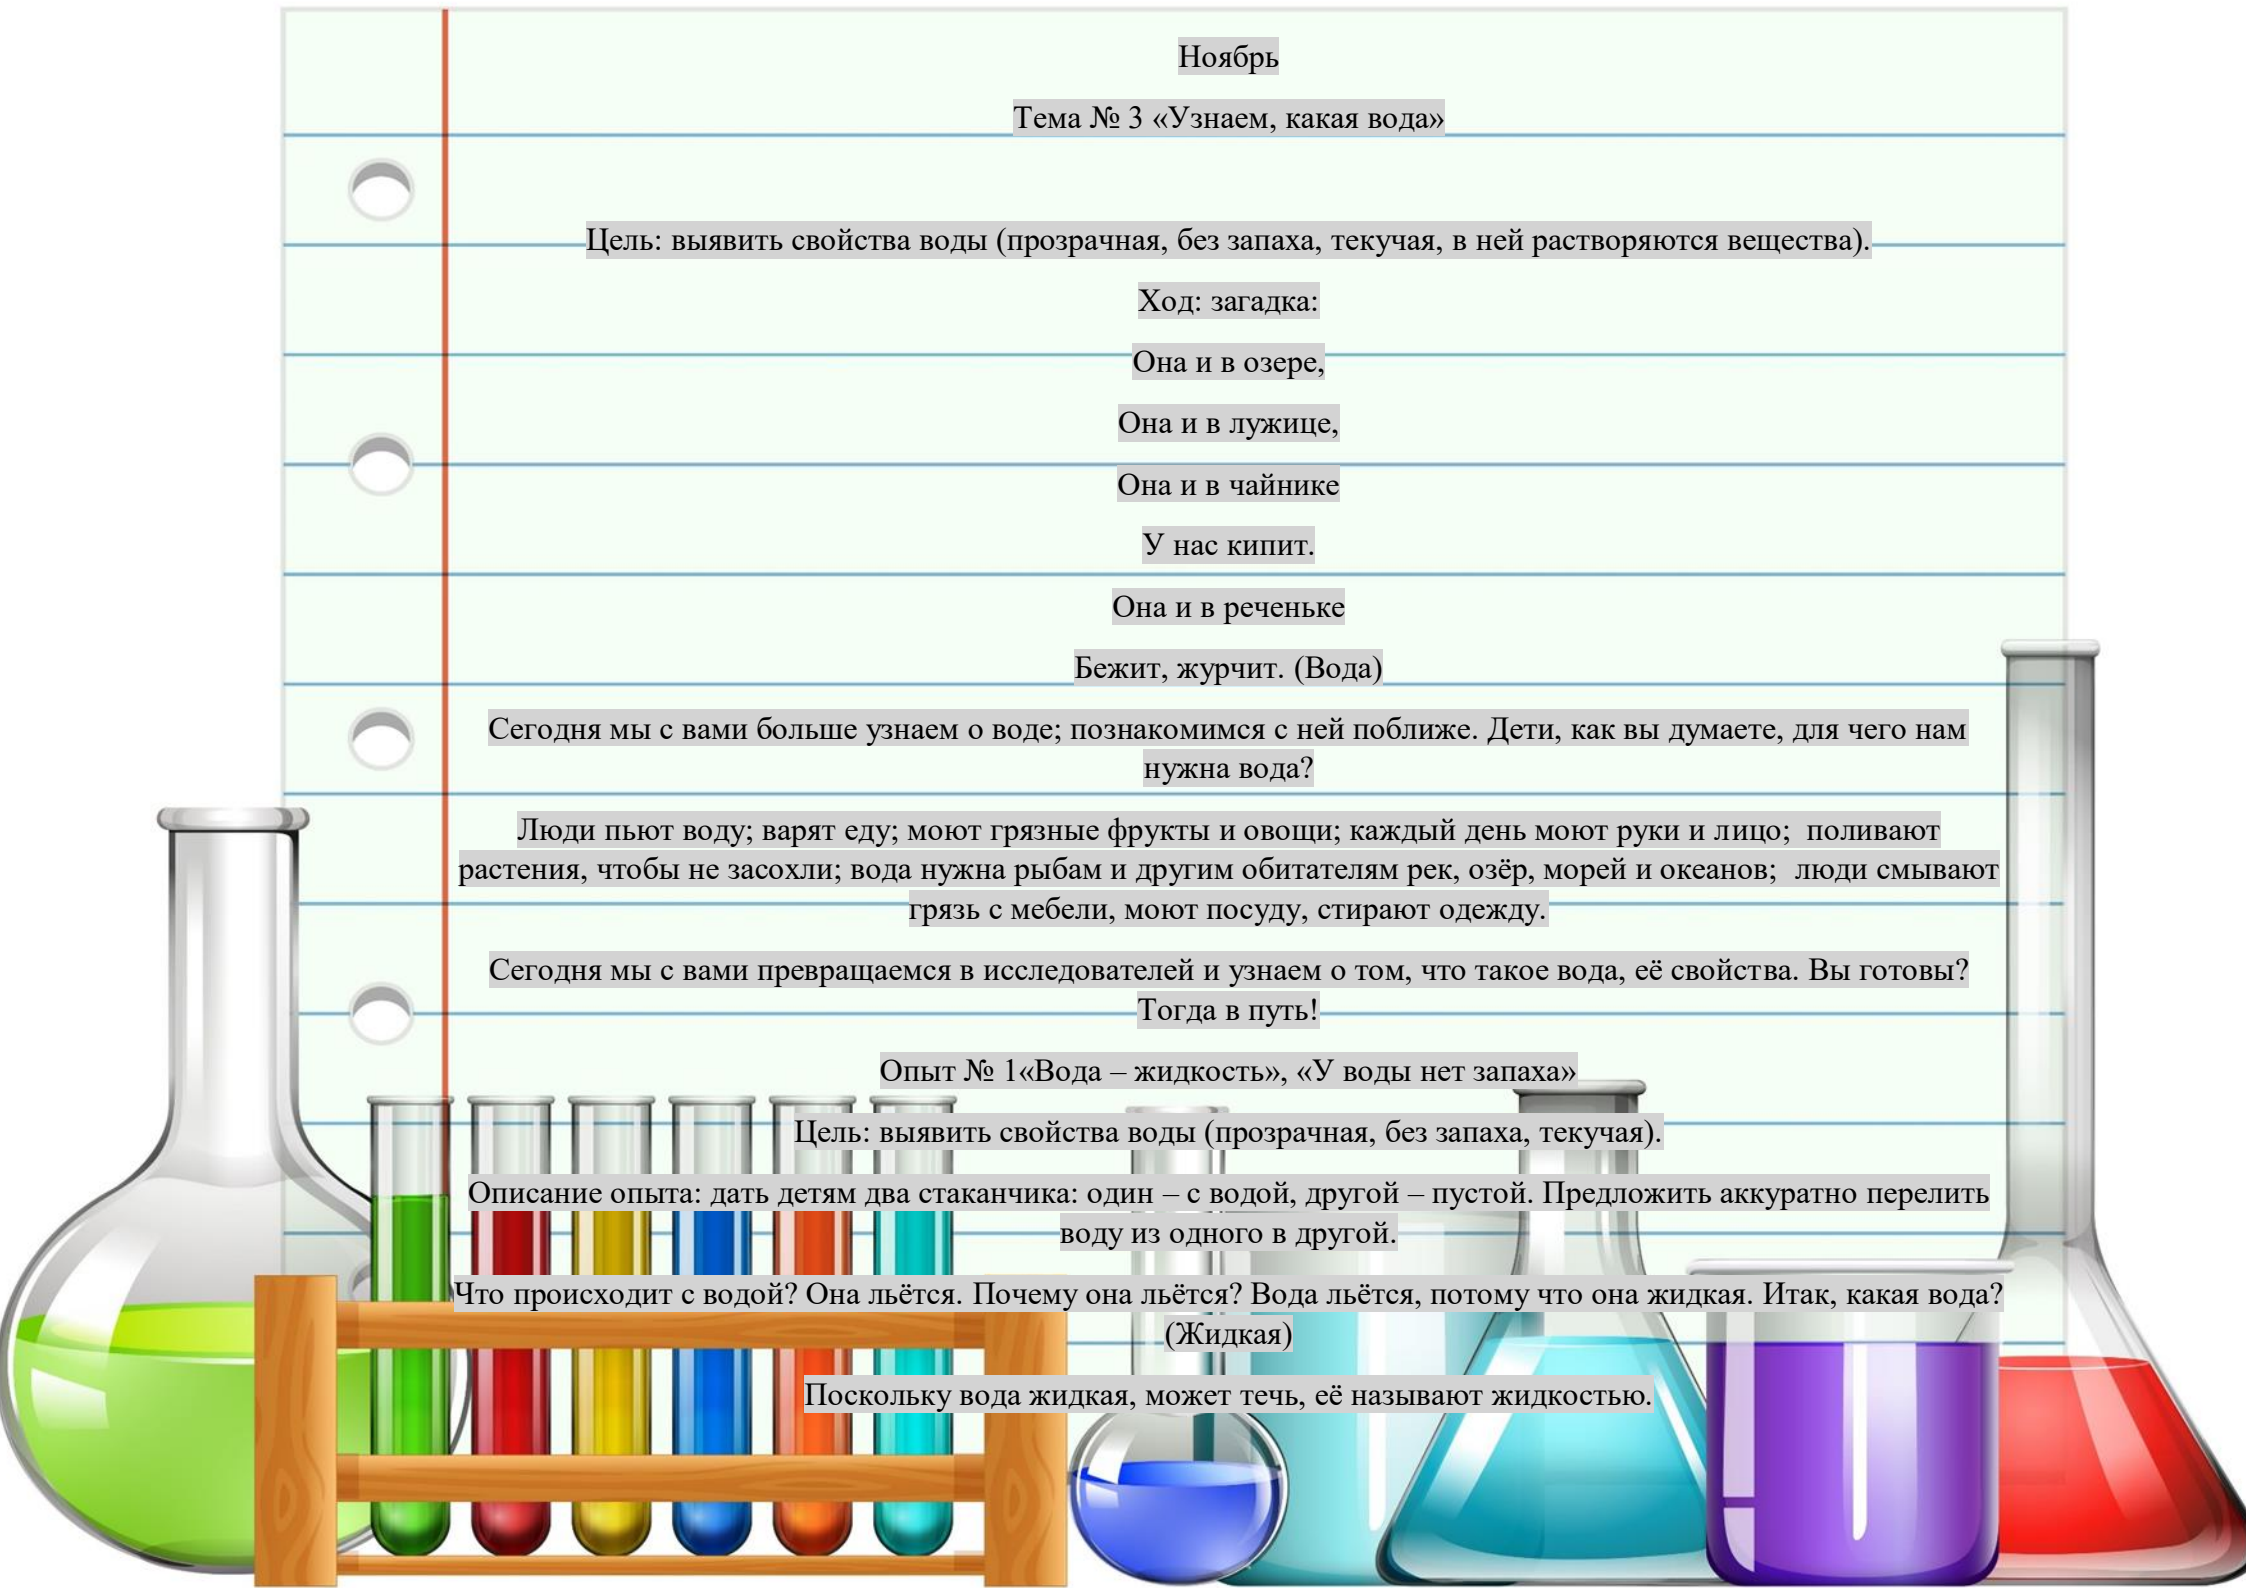 Ноябрь
Тема № 3 «Узнаем, какая вода»
Цель: выявить свойства воды (прозрачная, без запаха, текучая, в ней растворяются вещества).
Ход: загадка:
Она и в озере,
Она и в лужице,
Она и в чайнике
У нас кипит.
Она и в реченьке
Бежит, журчит. (Вода)
Сегодня мы с вами больше узнаем о воде; познакомимся с ней поближе. Дети, как вы думаете, для чего нам
нужна вода?
Люди пьют воду; варят еду; моют грязные фрукты и овощи; каждый день моют руки и лицо;  поливают
растения, чтобы не засохли; вода нужна рыбам и другим обитателям рек, озёр, морей и океанов;  люди смывают
грязь с мебели, моют посуду, стирают одежду.
Сегодня мы с вами превращаемся в исследователей и узнаем о том, что такое вода, её свойства. Вы готовы?
Тогда в путь!
Опыт № 1«Вода – жидкость», «У воды нет запаха»
Цель: выявить свойства воды (прозрачная, без запаха, текучая).
Описание опыта: дать детям два стаканчика: один – с водой, другой – пустой. Предложить аккуратно перелить
воду из одного в другой.
Что происходит с водой? Она льётся. Почему она льётся? Вода льётся, потому что она жидкая. Итак, какая вода?
(Жидкая)
Поскольку вода жидкая, может течь, её называют жидкостью.